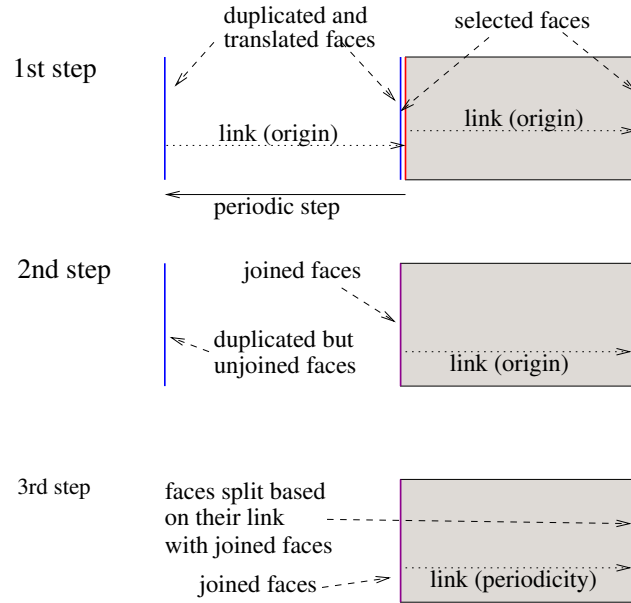 duplicated and
translated faces
selected faces
1st step
link (origin)
link (origin)
periodic step
2nd step
joined faces
duplicated but
unjoined faces
link (origin)
3rd step
faces split based
on their link
with joined faces
joined faces
link (periodicity)